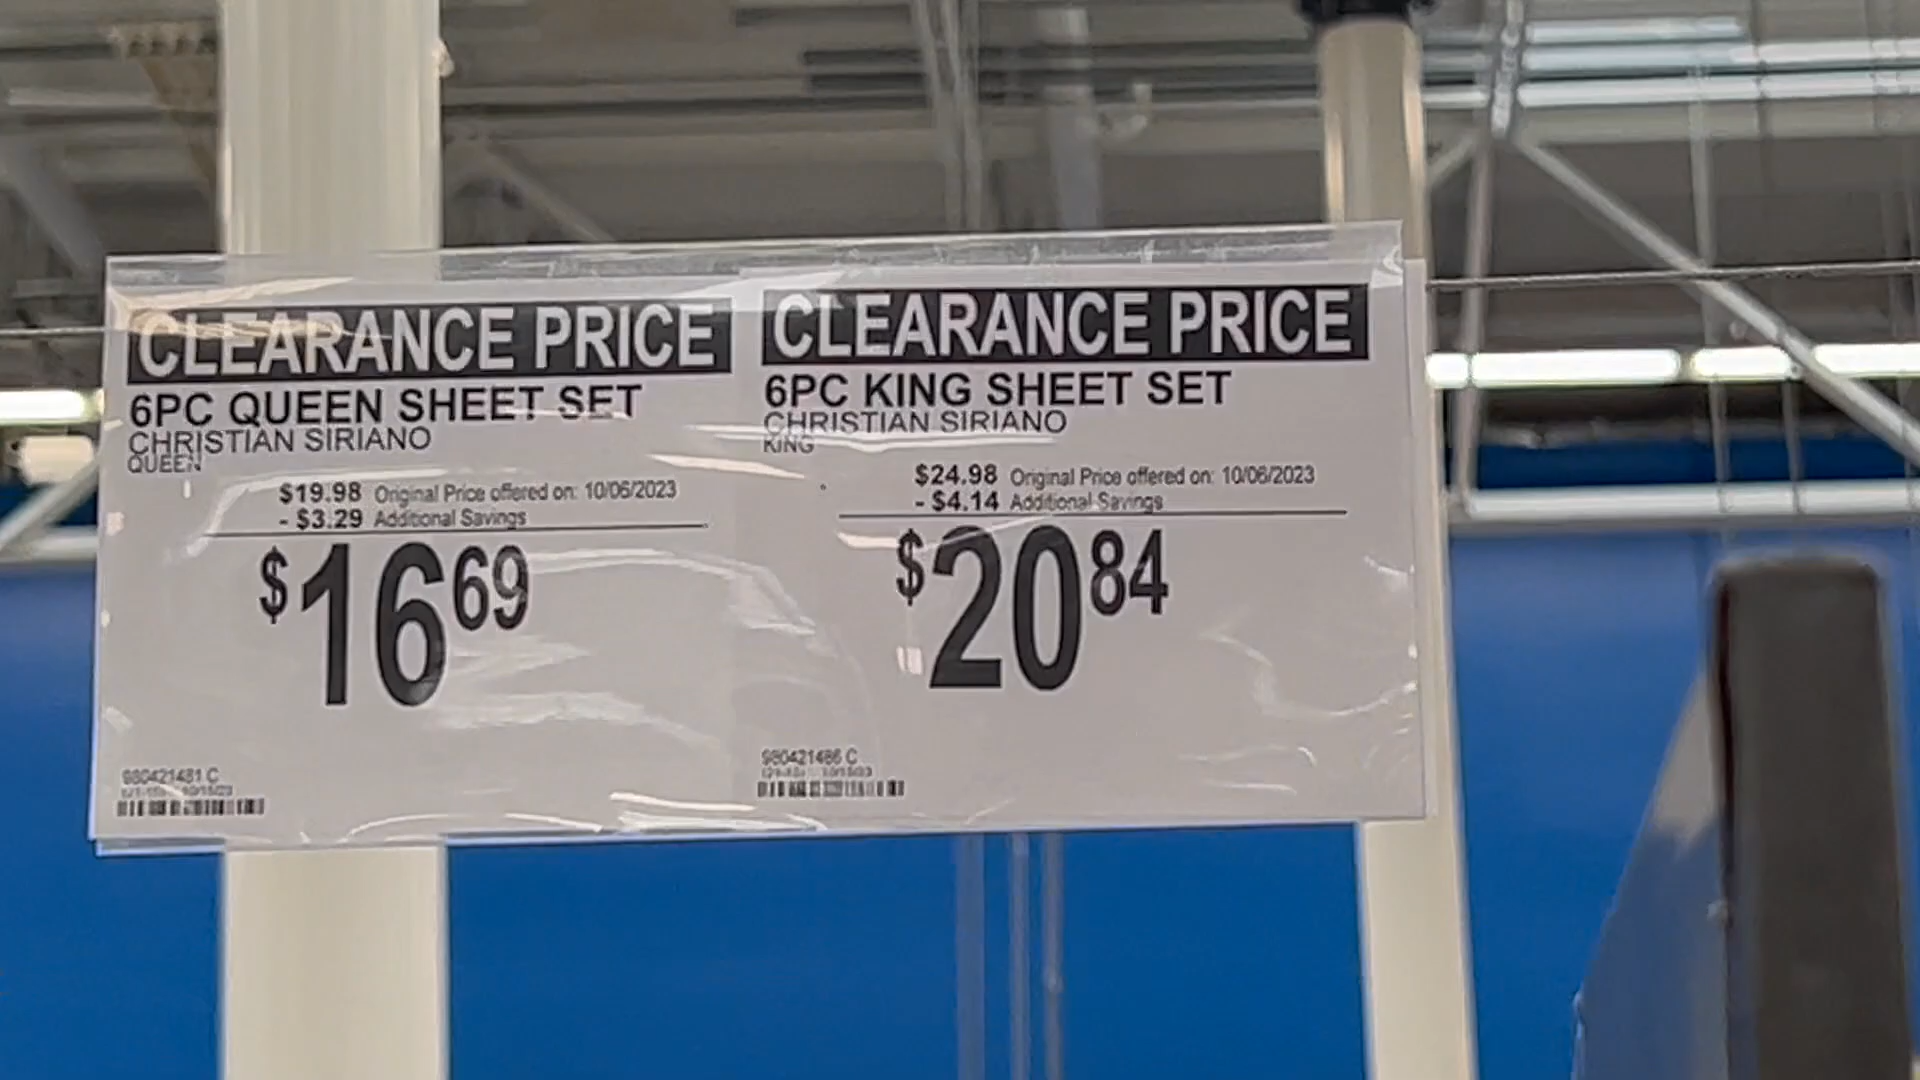 CLEARANCE PRICE
6PC QUEEN SHEET SET
CHRISTIAN SIRIANO
QUEEN
$19.98 Original Price offered on: 10/06/2023
- $3.29 Additional Savings
$16 69
980421481 C
CLEARANCE PRICE
6PC KING SHEET SET
CHRISTIAN SIRIANO
KING
$24.98 Original Price offered on: 10/06/2023
- $4.14 Additional Savings
$20 84
980421486 C